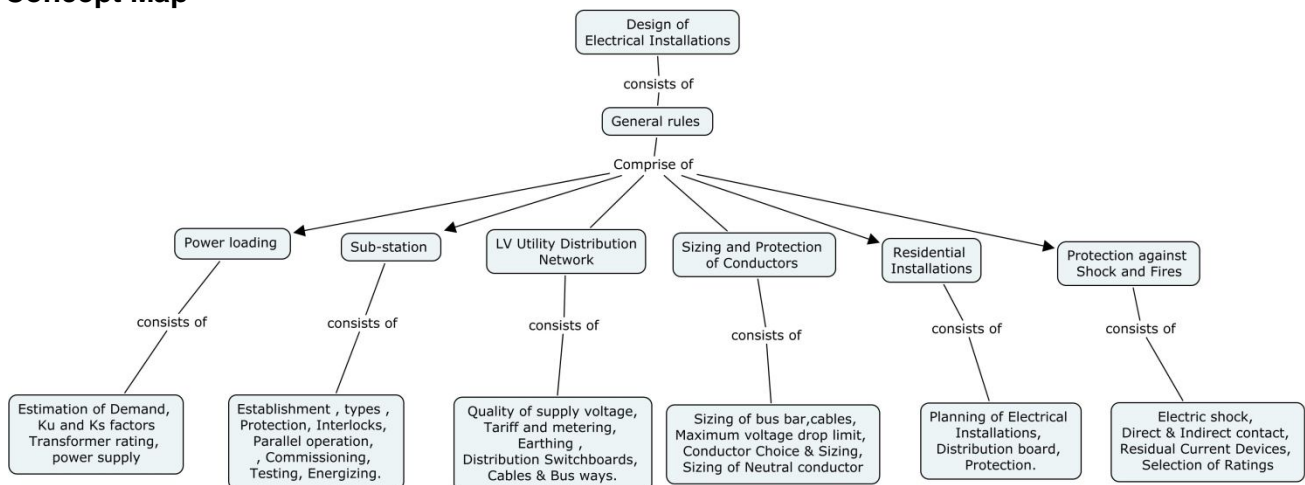 Concept Map
Design of
Electrical Installations
consists of
General rules
Comprise of
Power loading
Sub-station
LV Utility Distribution
Network
Sizing and Protection
of Conductors
Residential
Installations
Protection against
Shock and Fires
consists of
consists of
consists of
consists of
consists of
consists of
Estimation of Demand,
Ku and Ks factors
Transformer rating,
power supply
Establishment , types ,
Protection, Interlocks,
Parallel operation,
, Commissioning,
Testing, Energizing.
Quality of supply voltage,
Tariff and metering,
Earthing ,
Distribution Switchboards,
Cables & Bus ways.
Sizing of bus bar,cables,
Maximum voltage drop limit,
Conductor Choice & Sizing,
Sizing of Neutral conductor
Planning of Electrical
Installations,
Distribution board,
Protection.
Electric shock,
Direct & Indirect contact,
Residual Current Devices,
Selection of Ratings